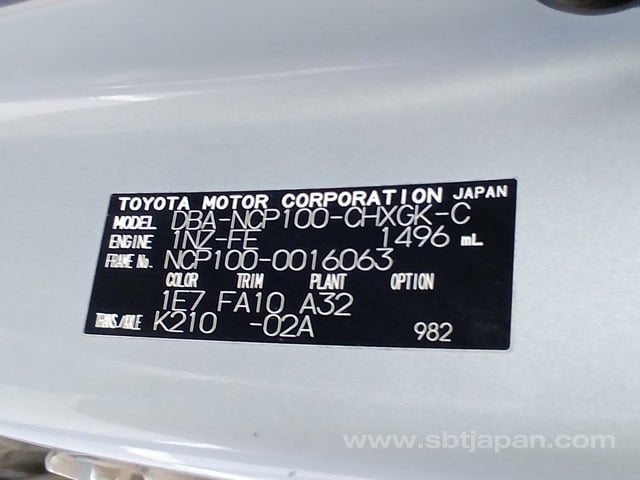 TOYOTA MOTOR CORPORATION JAPAN
MODEL DBA-NCP100-CHXGK-C
ENGINE 1NZ-FE 1496 mL
FRAME No. NCP100-0016063
COLOR TRIM PLANT OPTION
1E7 FA10 A32
TRANS/AXLE K210 -02A 982
www.sbtjapan.com